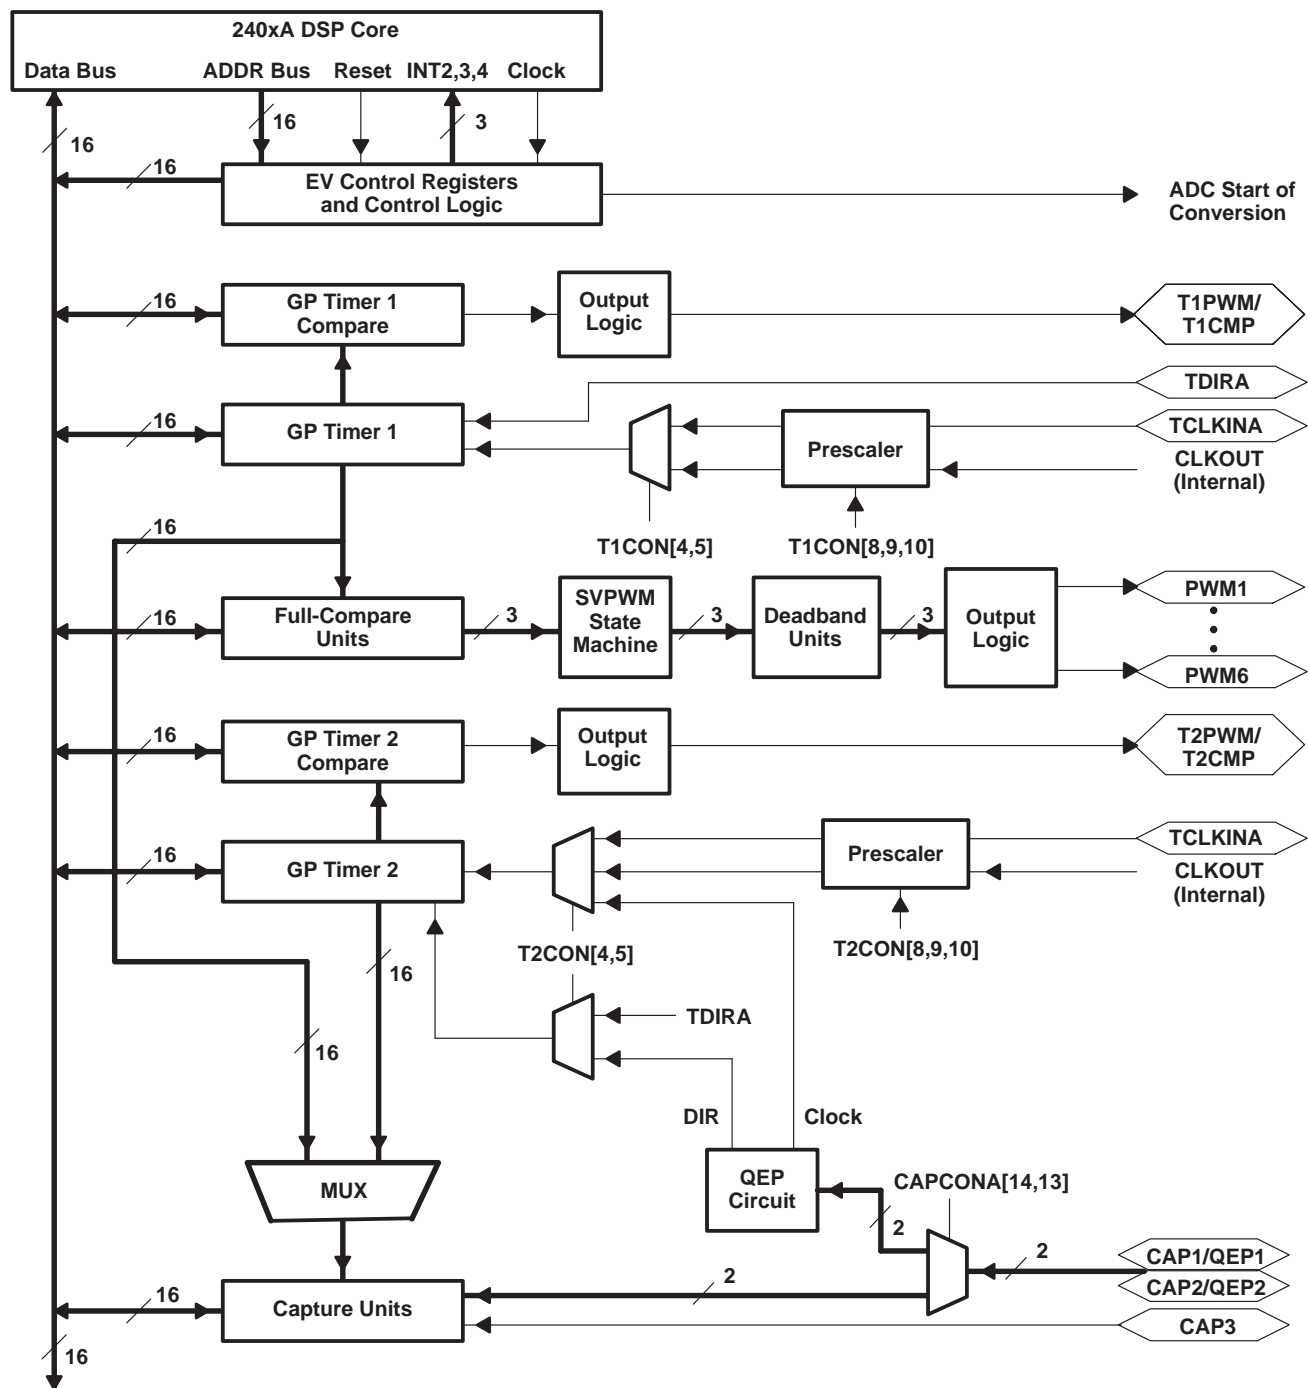 240xA DSP Core
Data Bus ADDR Bus Reset INT2,3,4 Clock
16 3
16
16
EV Control Registers
and Control Logic
ADC Start of
Conversion
16
GP Timer 1
Compare
Output
Logic
T1PWM/
T1CMP
TDIRA
16
GP Timer 1
Prescaler
TCLKINA
CLKOUT
(Internal)
16
T1CON[4,5] T1CON[8,9,10]
16
Full-Compare
Units
3
SVPWM
State
Machine
3
Deadband
Units
3
Output
Logic
PWM1
PWM6
16
GP Timer 2
Compare
Output
Logic
T2PWM/
T2CMP
16
GP Timer 2
Prescaler
TCLKINA
CLKOUT
(Internal)
T2CON[4,5]
T2CON[8,9,10]
16
TDIRA
16
DIR Clock
MUX
QEP
Circuit
CAPCONA[14,13]
2
2
CAP1/QEP1
CAP2/QEP2
2
16
Capture Units
CAP3
16